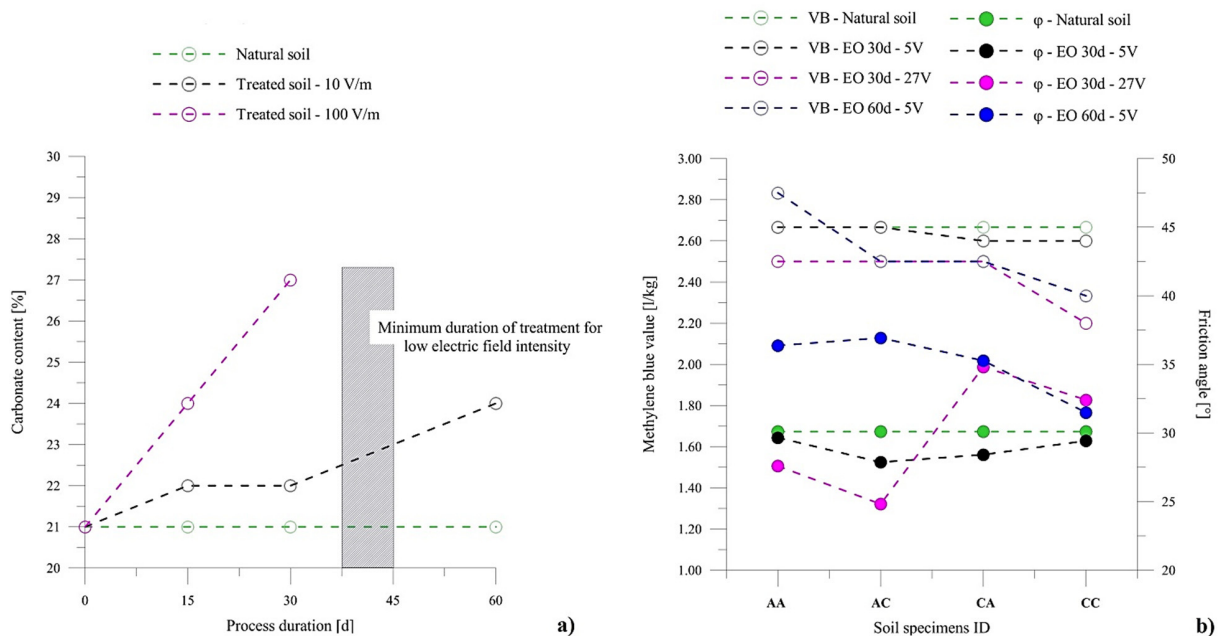 Natural soil
Treated soil - 10 V/m
Treated soil - 100 V/m
30
29
28
27
26
25
24
23
22
21
20
Carbonate content [%]
Minimum duration of treatment for
low electric field intensity
0
15
30
45
60
Process duration [d]
a)
VB - Natural soil
VB - EO 30d - 5V
VB - EO 30d - 27V
VB - EO 60d - 5V
φ - Natural soil
φ - EO 30d - 5V
φ - EO 30d - 27V
φ - EO 60d - 5V
3.00
2.80
2.60
2.40
2.20
2.00
1.80
1.60
1.40
1.20
1.00
Methylene blue value [l/kg]
50
45
40
35
30
25
20
Friction angle [°]
AA
AC
CA
CC
Soil specimens ID
b)